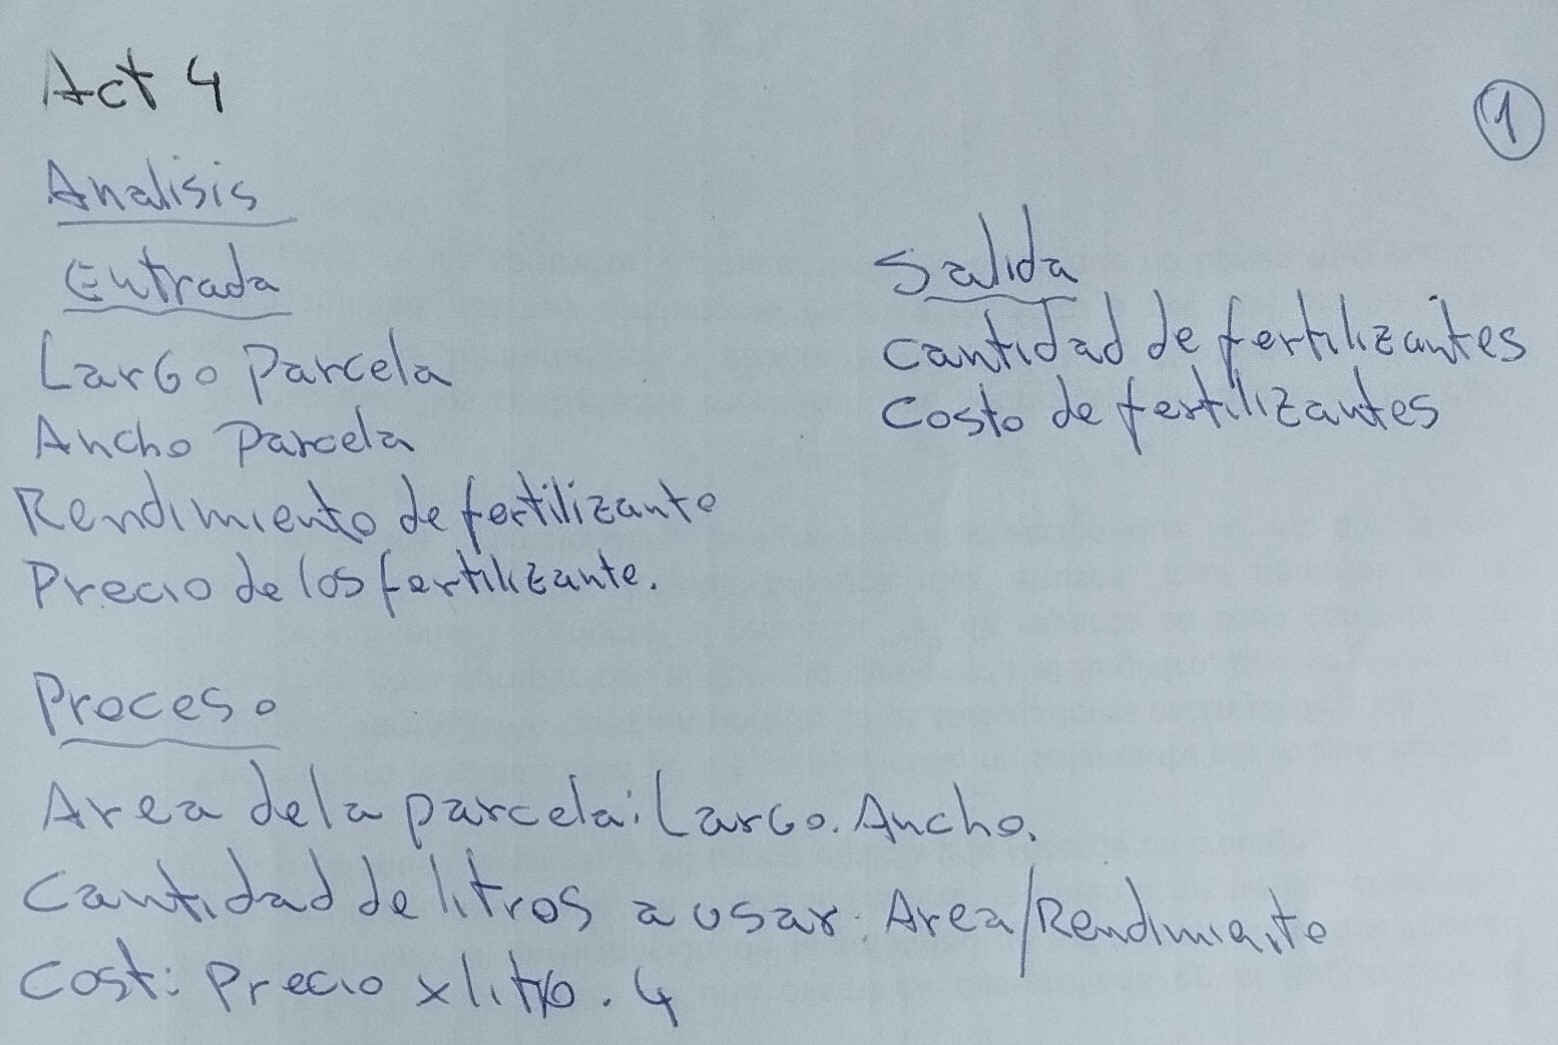 Act 4
1
Analisis
Entrada
Largo Parcela
Ancho Parcela
Rendimiento de fertilizante
Precio de los fertilizante.
Salida
Cantidad de fertilizantes
Costo de fertilizantes
Proceso
Area de la parcela: Largo. Ancho.
Cantidad de litros a usar: Area/Rendimiento
Cost: Precio x litro . 4